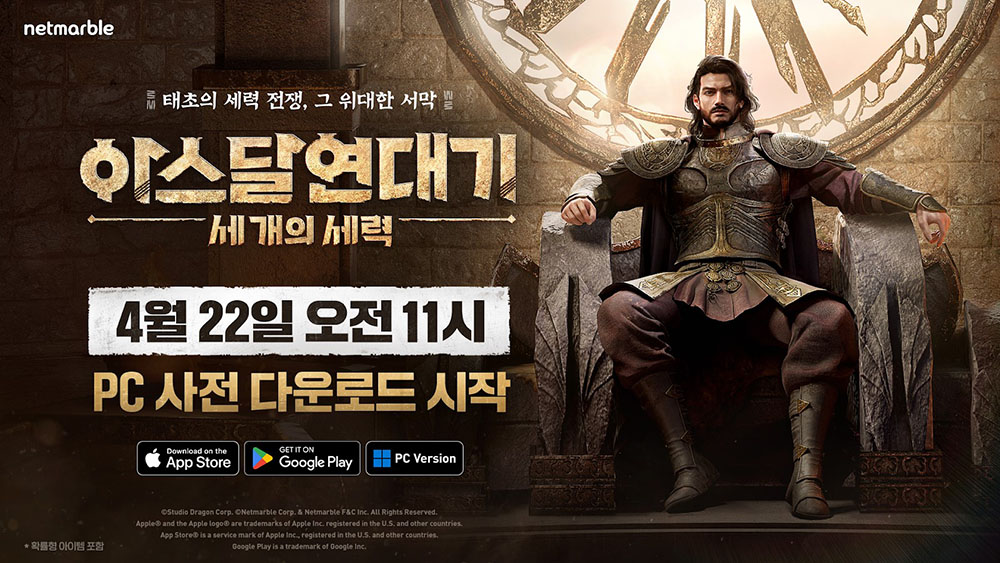 netmarble
태초의 세력 전쟁, 그 위대한 서막
아스달 연대기
세 개의 세력
4월 22일 오전 11시
PC 사전 다운로드 시작
Download on the
App Store
GET IT ON
Google Play
PC Version
©Studio Dragon Corp. ©Netmarble Corp. & Netmarble F&C Inc. All Rights Reserved.
Apple® and the Apple logo® are trademarks of Apple Inc. registered in the U.S. and other countries.
App Store® is a service mark of Apple Inc., registered in the U.S. and other countries.
Google Play is a trademark of Google Inc.
* 확률형 아이템 포함